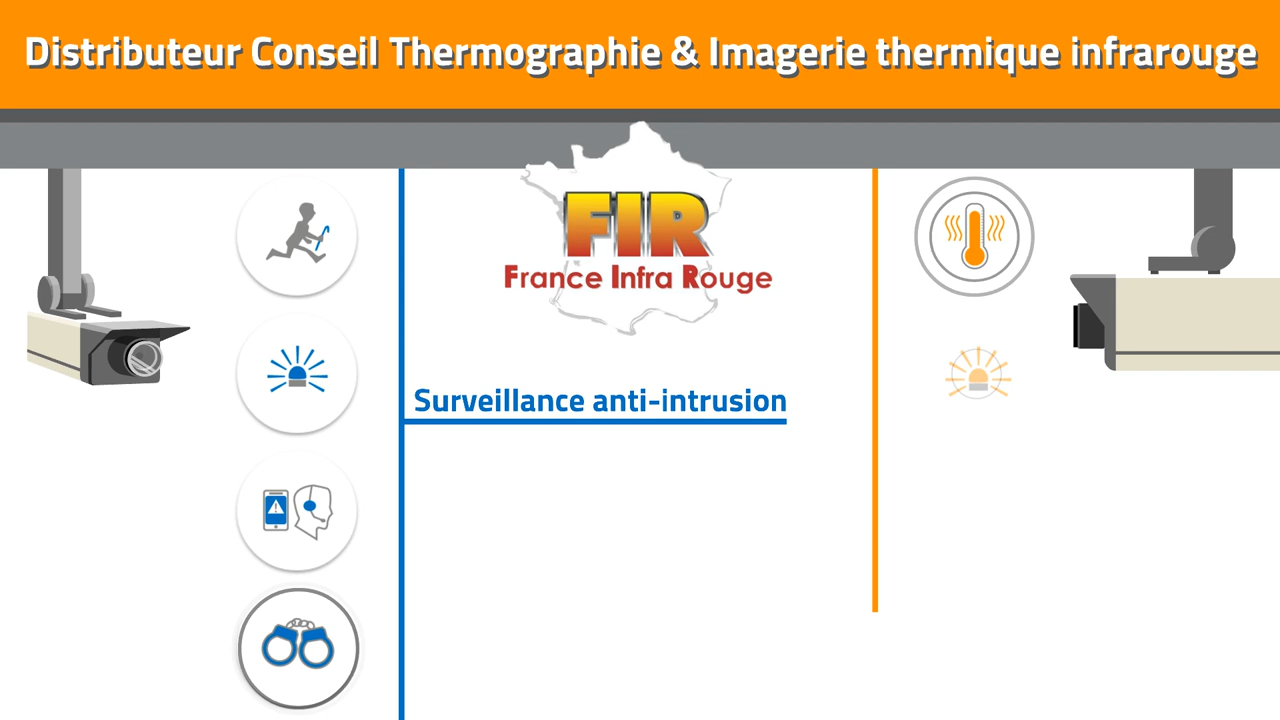 Distributeur Conseil Thermographie & Imagerie thermique infrarouge
FIR
France Infra Rouge
Surveillance anti-intrusion